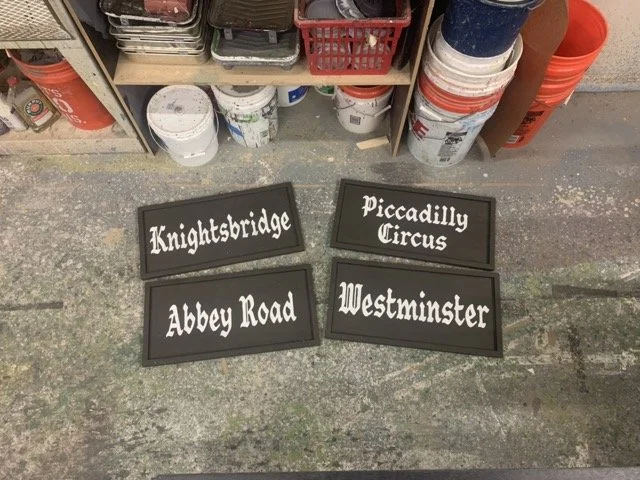 Knightsbridge
Piccadilly
Circus
Abbey Road
Westminster